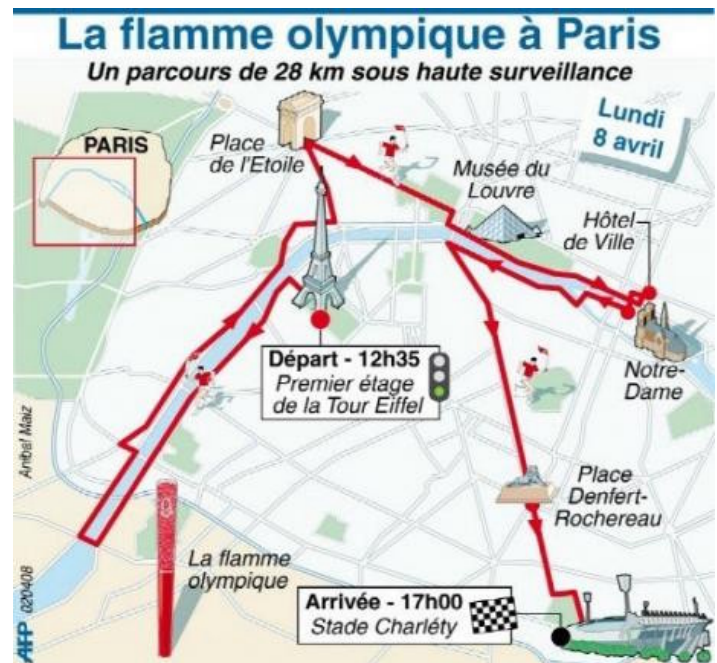 La flamme olympique à Paris
Un parcours de 28 km sous haute surveillance
Lundi
8 avril
PARIS
Place
de l'Etoile
Musée du
Louvre
Hôtel
de Ville
Notre-
Dame
Départ - 12h35
Premier étage
de la Tour Eiffel
Place
Denfert-
Rochereau
La flamme
olympique
Arrivée - 17h00
Stade Charléty
Anibal Maiz
AFP 020408